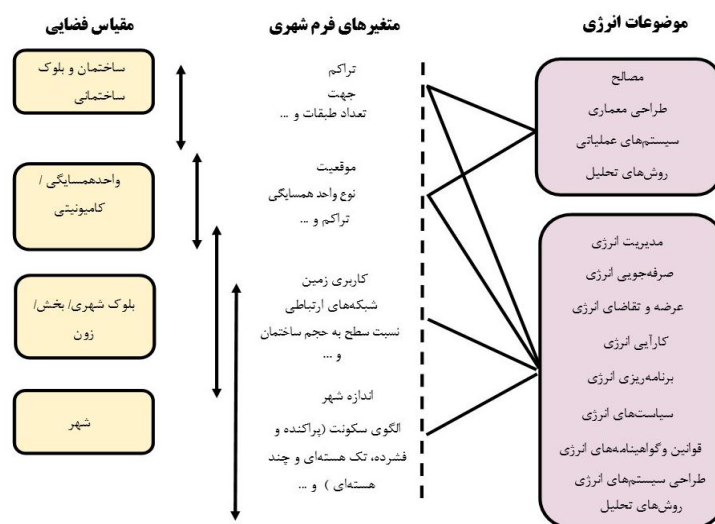 موضوعات انرژی
مصالح
طراحی معماری
سیستم‌های عملیاتی
روش‌های تحلیل
مدیریت انرژی
صرفه‌جویی انرژی
عرضه و تقاضای انرژی
کارآیی انرژی
برنامه‌ریزی انرژی
سیاست‌های انرژی
قوانین وگواهینامه‌های انرژی
طراحی سیستم‌های انرژی
روش‌های تحلیل
متغیرهای فرم شهری
تراکم
جهت
تعداد طبقات و ...
موقعیت
نوع واحد همسایگی
تراکم و ...
کاربری زمین
شبکه‌های ارتباطی
نسبت سطح به حجم ساختمان
و ...
اندازه شهر
الگوی سکونت (پراکنده و
فشرده، تک هسته‌ای و چند
هسته‌ای ) و ...
مقیاس فضایی
ساختمان و بلوک
ساختمانی
واحدهمسایگی /
کامیونیتی
بلوک شهری/ بخش/
زون
شهر